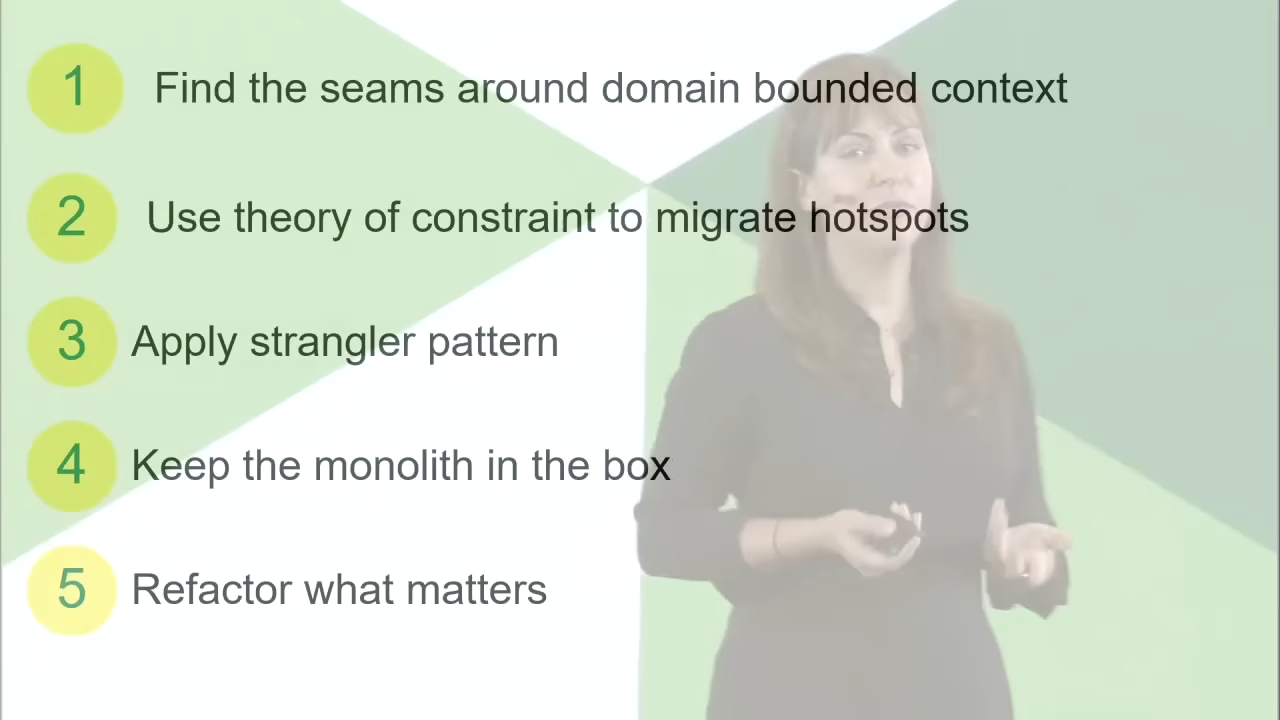 1 Find the seams around domain bounded context
2 Use theory of constraint to migrate hotspots
3 Apply strangler pattern
4 Keep the monolith in the box
5 Refactor what matters